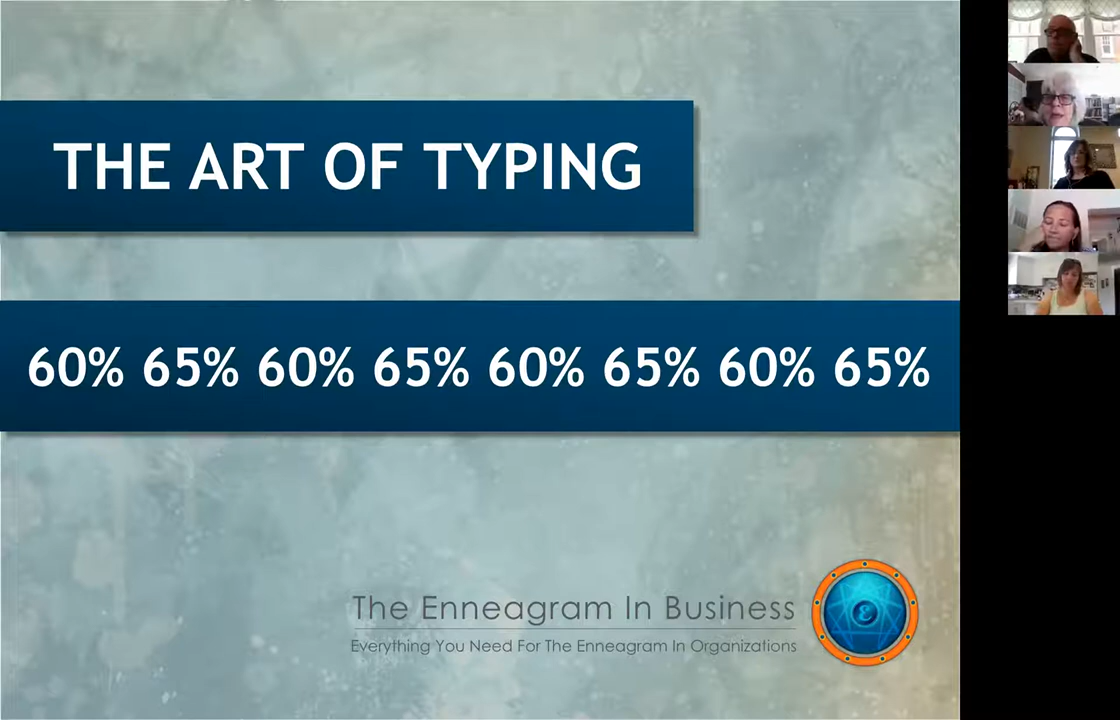 THE ART OF TYPING
60% 65% 60% 65% 60% 65% 60% 65%
The Enneagram In Business
Everything You Need For The Enneagram In Organizations